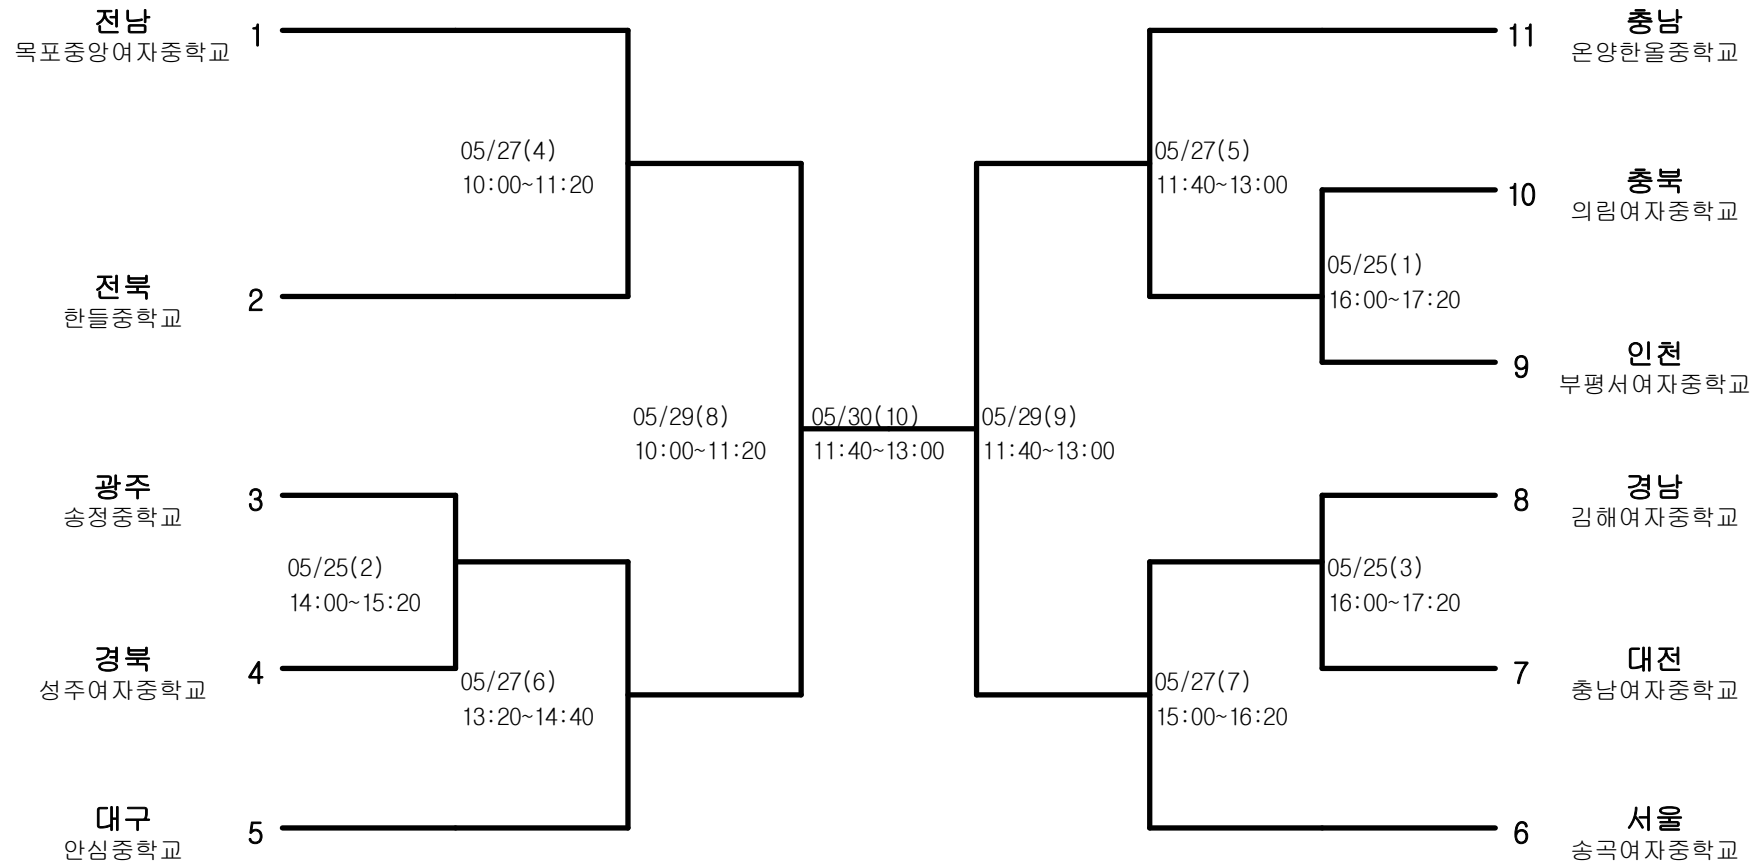 전남
목포중앙여자중학교
1
충남
온양한올중학교
11
05/27(4)
10:00~11:20
05/27(5)
11:40~13:00
충북
의림여자중학교
10
전북
한들중학교
2
05/25(1)
16:00~17:20
인천
부평서여자중학교
9
05/29(8)
10:00~11:20
05/30(10)
11:40~13:00
05/29(9)
11:40~13:00
광주
송정중학교
3
경남
김해여자중학교
8
05/25(2)
14:00~15:20
05/25(3)
16:00~17:20
경북
성주여자중학교
4
05/27(6)
13:20~14:40
05/27(7)
15:00~16:20
대전
충남여자중학교
7
대구
안심중학교
5
서울
송곡여자중학교
6